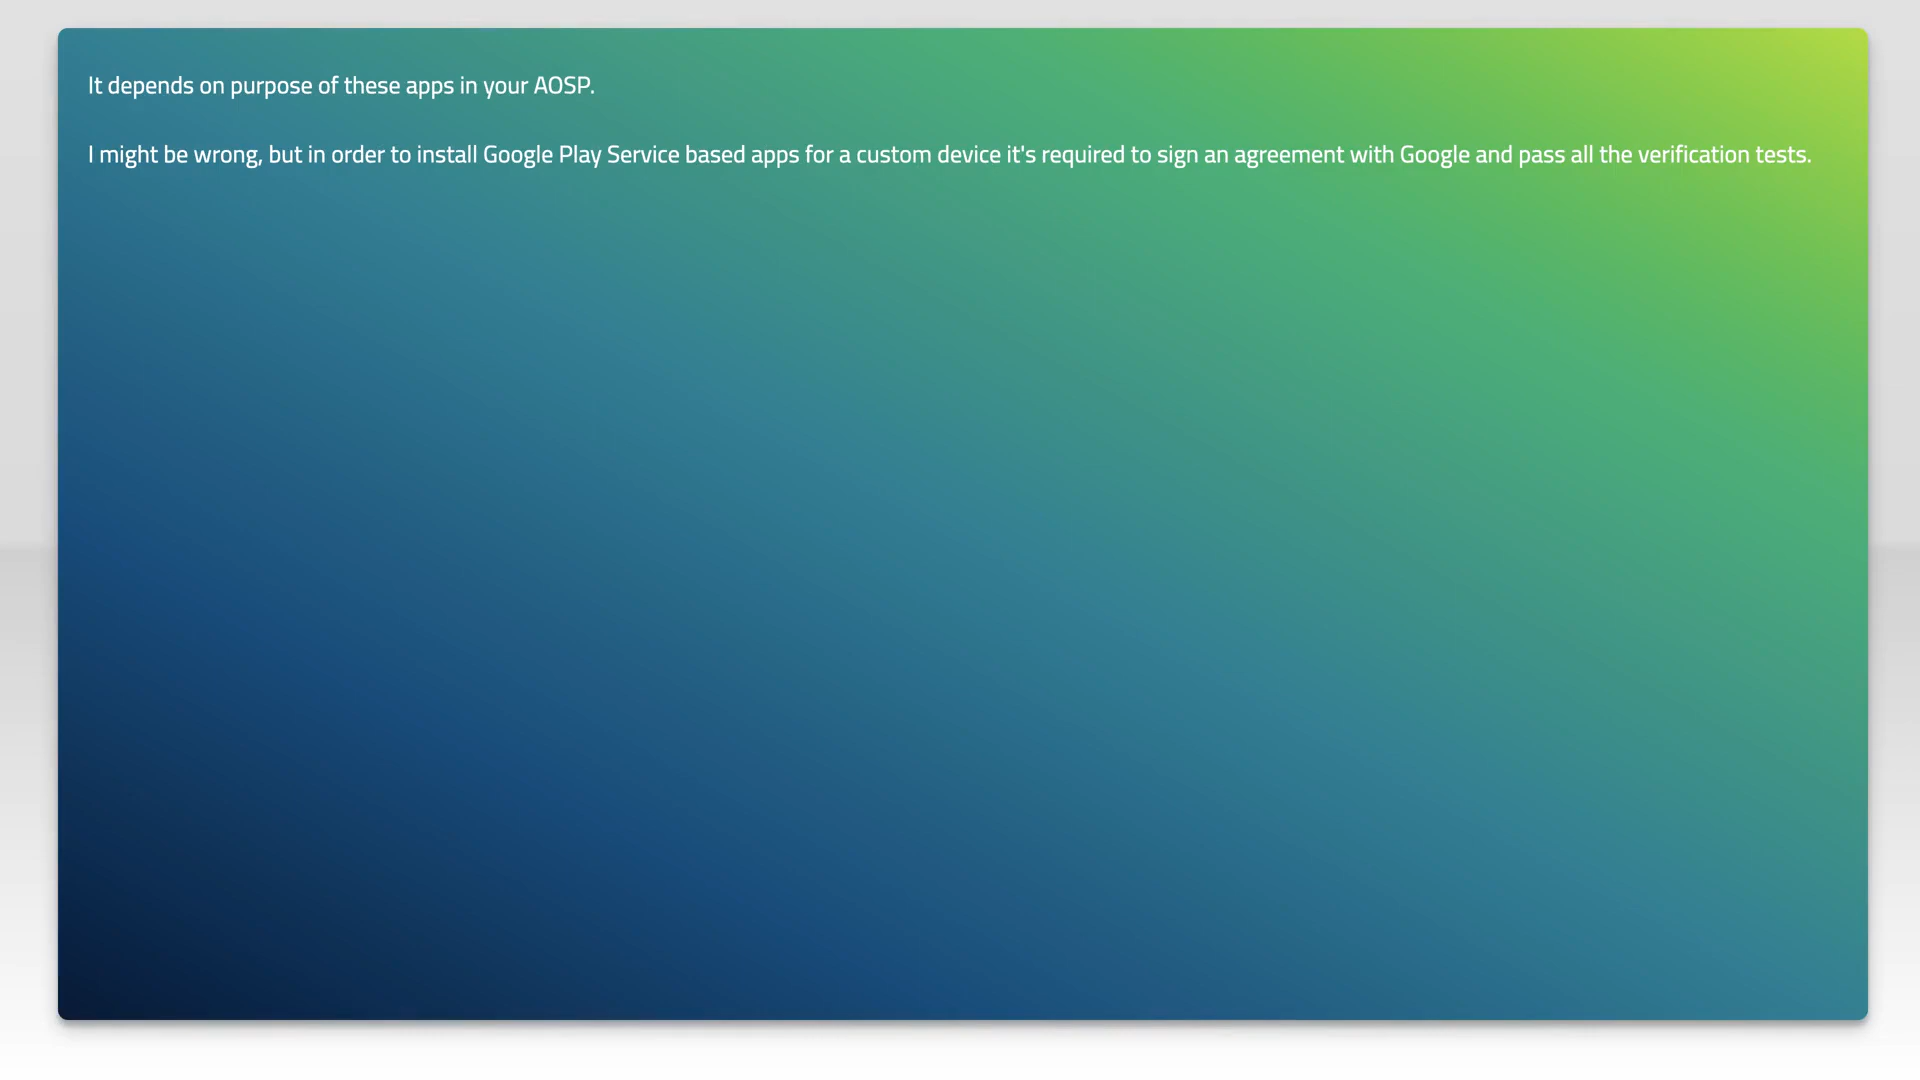 It depends on purpose of these apps in your AOSP.
I might be wrong, but in order to install Google Play Service based apps for a custom device it's required to sign an agreement with Google and pass all the verification tests.